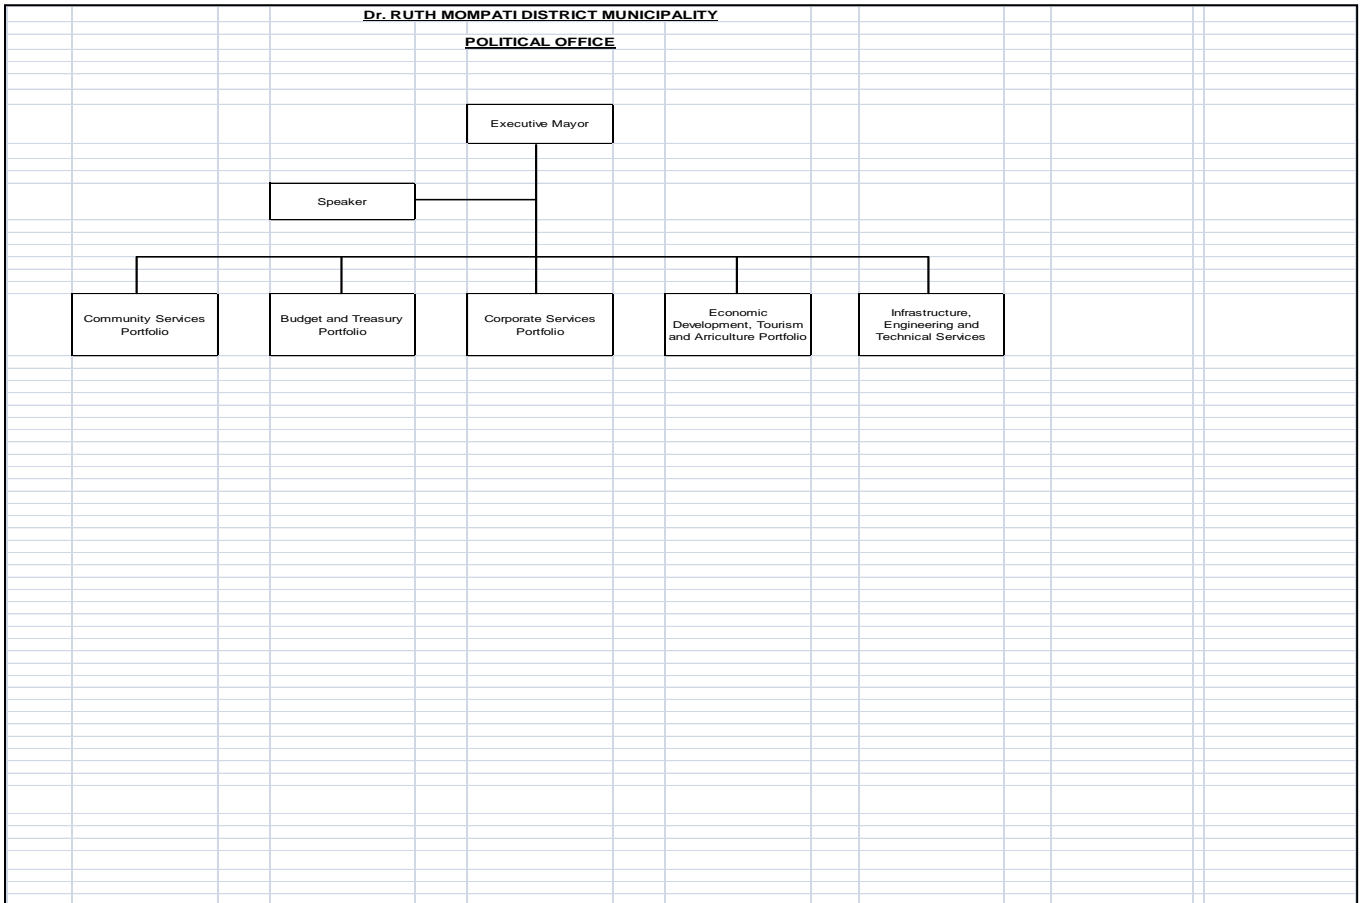 Dr. RUTH MOMPATI DISTRICT MUNICIPALITY
POLITICAL OFFICE
Executive Mayor
Speaker
Community Services
Portfolio
Budget and Treasury
Portfolio
Corporate Services
Portfolio
Economic
Development, Tourism
and Arriculture Portfolio
Infrastructure,
Engineering and
Technical Services